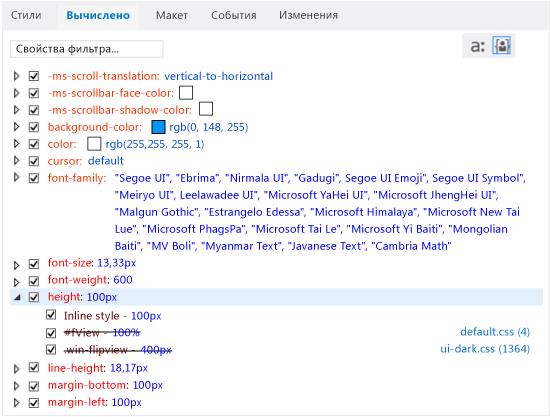 Стили Вычислено Макет События Изменения
Свойства фильтра... a:
-ms-scroll-translation: vertical-to-horizontal
-ms-scrollbar-face-color:
-ms-scrollbar-shadow-color:
background-color: rgb(0, 148, 255)
color: rgb(255,255, 255, 1)
cursor: default
font-family: "Segoe UI", "Ebrima", "Nirmala UI", "Gadugi", Segoe UI Emoji", Segoe UI Symbol",
"Meiryo UI", Leelawadee UI", "Microsoft YaHei UI", "Microsoft JhengHei UI",
"Malgun Gothic", "Estrangelo Edessa", "Microsoft Himalaya", "Microsoft New Tai
Lue", "Microsoft PhagsPa", "Microsoft Tai Le", "Microsoft Yi Baiti", "Mongolian
Baiti", "MV Boli", "Myanmar Text", "Javanese Text", "Cambria Math"
font-size: 13,33px
font-weight: 600
height: 100px
Inline style - 100px
#fView - 100% default.css (4)
.win-flipview - 400px ui-dark.css (1364)
line-height: 18,17px
margin-bottom: 100px
margin-left: 100px